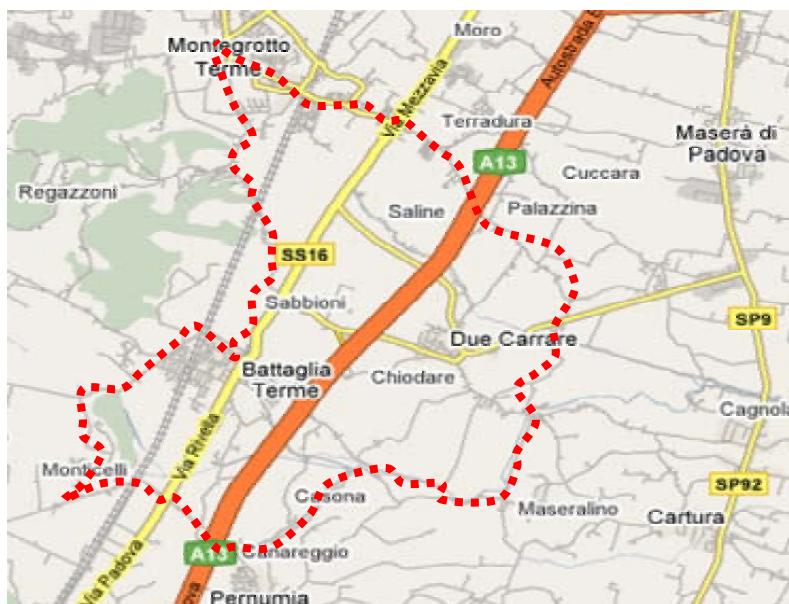 Moro
Montegrotto
Terme
Autostrada
Via Mezzavia
Terradura
Maserà di
Padova
A13
Cuccara
Regazzoni
Saline
Palazzina
SS16
Sabbioni
SP9
Due Carrare
Battaglia
Terme
Chiodare
Cagnola
Via Rivella
Monticelli
SP92
Casona
Maseralino
Cartura
A13
Canareggio
Via Padova
Pernumia